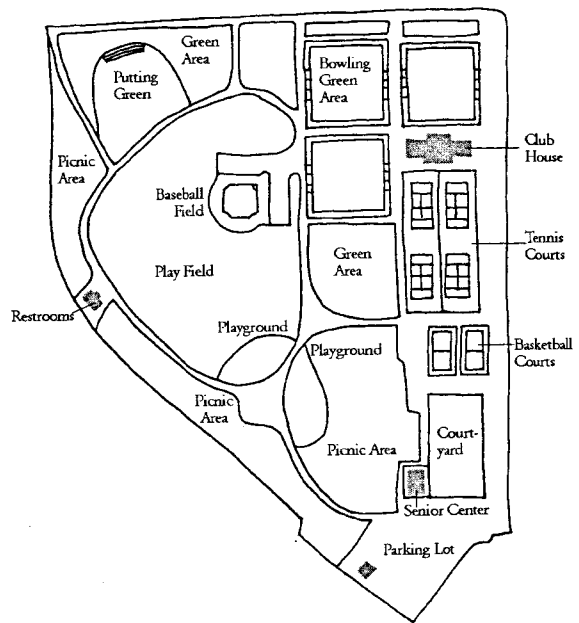 Green
Area
Putting
Green
Bowling
Green
Area
Club
House
Picnic
Area
Baseball
Field
Tennis
Courts
Green
Area
Play Field
Restrooms
Playground
Playground
Basketball
Courts
Picnic
Area
Court-
yard
Picnic Area
Senior Center
Parking Lot